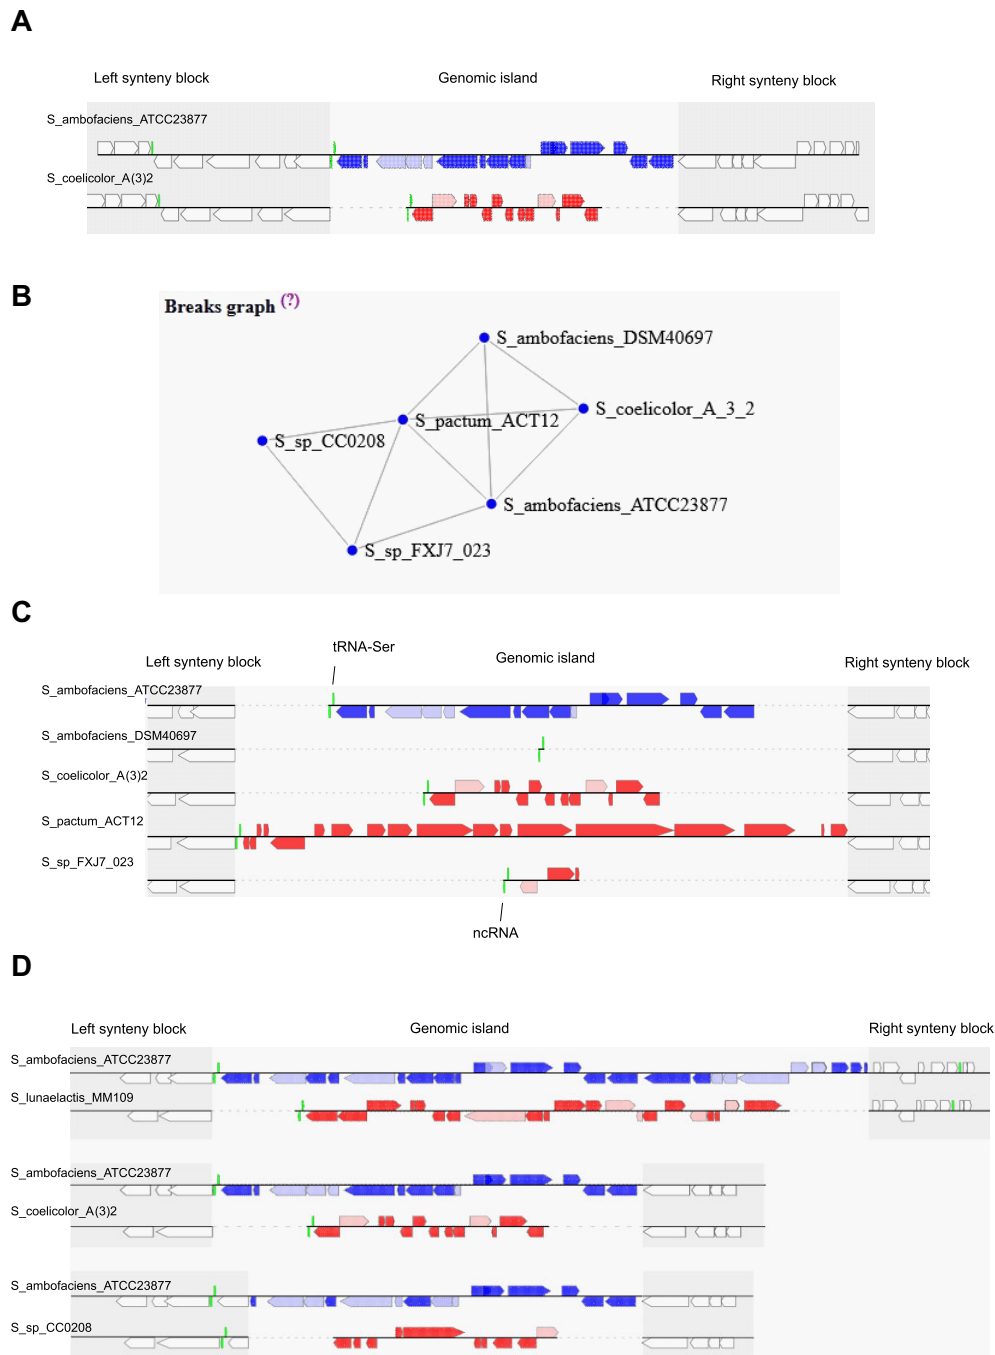 A
Left synteny block
Genomic island
Right synteny block
S_ambofaciens_ATCC23877
S_coelicolor_A(3)2
B
Breaks graph (?)
S_ambofaciens_DSM40697
S_coelicolor_A_3_2
S_pactum_ACT12
S_sp_CC0208
S_ambofaciens_ATCC23877
S_sp_FXJ7_023
C
tRNA-Ser
Left synteny block
Genomic island
Right synteny block
S_ambofaciens_ATCC23877
S_ambofaciens_DSM40697
S_coelicolor_A(3)2
S_pactum_ACT12
S_sp_FXJ7_023
ncRNA
D
Left synteny block
Genomic island
Right synteny block
S_ambofaciens_ATCC23877
S_lunaelactis_MM109
S_ambofaciens_ATCC23877
S_coelicolor_A(3)2
S_ambofaciens_ATCC23877
S_sp_CC0208